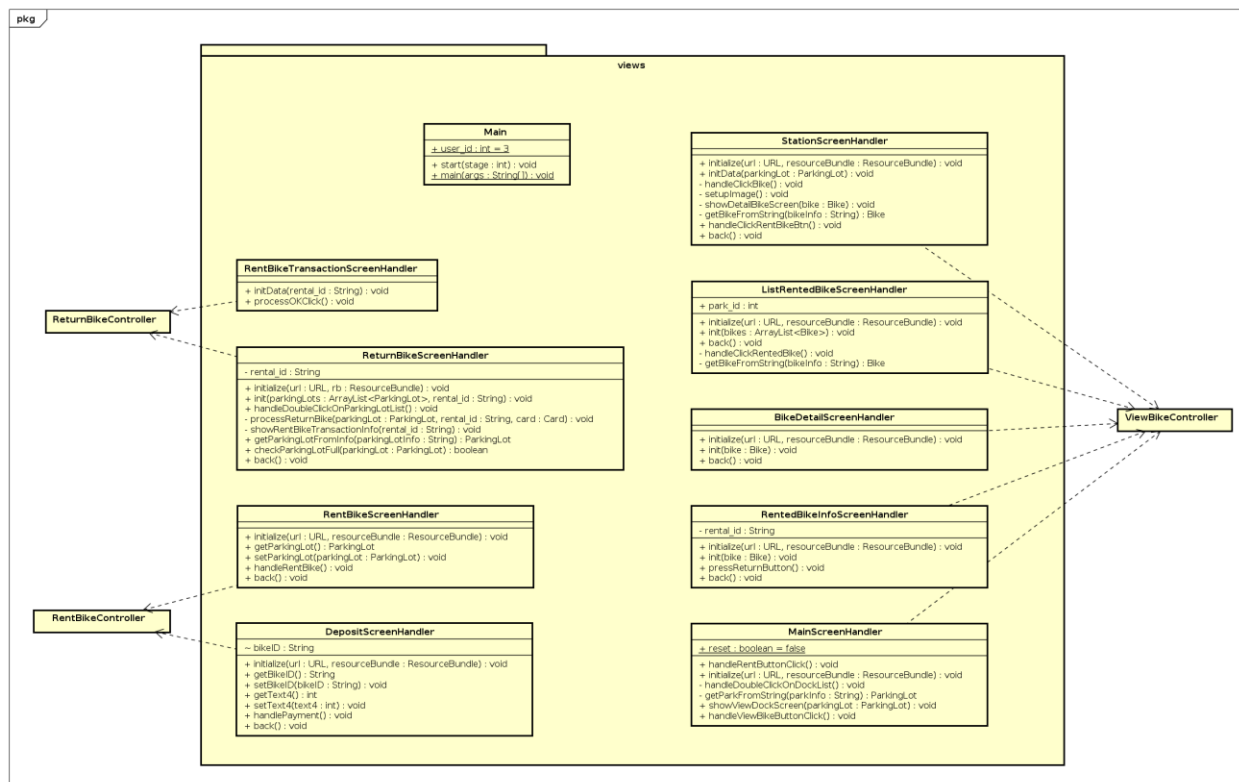 pkg
views
Main
+ user_id : int = 3
+ start(stage : int) : void
+ main(args : String[]) : void
StationScreenHandler
+ initialize(url : URL, resourceBundle : ResourceBundle) : void
+ initData(parkingLot : ParkingLot) : void
- handleClickBike() : void
- setupImage() : void
- showDetailBikeScreen(bike : Bike) : void
- getBikeFromString(bikeInfo : String) : Bike
+ handleClickRentBikeBtn() : void
+ back() : void
RentBikeTransactionScreenHandler
+ initData(rental_id : String) : void
+ processOKClick() : void
ListRentedBikeScreenHandler
+ park_id : int
+ initialize(url : URL, resourceBundle : ResourceBundle) : void
+ init(bikes : ArrayList<Bike>) : void
+ back() : void
- handleClickRentedBike() : void
- getBikeFromString(bikeInfo : String) : Bike
ReturnBikeController
ReturnBikeScreenHandler
- rental_id : String
+ initialize(url : URL, rb : ResourceBundle) : void
+ init(parkingLots : ArrayList<ParkingLot>, rental_id : String) : void
+ handleDoubleClickOnParkingLotList() : void
- processReturnBike(parkingLot : ParkingLot, rental_id : String, card : Card) : void
- showRentBikeTransactionInfo(rental_id : String) : void
+ getParkingLotFromInfo(parkingLotInfo : String) : ParkingLot
+ checkParkingLotFull(parkingLot : ParkingLot) : boolean
+ back() : void
BikeDetailScreenHandler
+ initialize(url : URL, resourceBundle : ResourceBundle) : void
+ init(bike : Bike) : void
+ back() : void
ViewBikeController
RentBikeScreenHandler
+ initialize(url : URL, resourceBundle : ResourceBundle) : void
+ getParkingLot() : ParkingLot
+ setParkingLot(parkingLot : ParkingLot) : void
+ handleRentBike() : void
+ back() : void
RentedBikeInfoScreenHandler
- rental_id : String
+ initialize(url : URL, resourceBundle : ResourceBundle) : void
+ init(bike : Bike) : void
+ pressReturnButton() : void
+ back() : void
RentBikeController
DepositScreenHandler
~ bikeID : String
+ initialize(url : URL, resourceBundle : ResourceBundle) : void
+ getBikeID() : String
+ setBikeID(bikeID : String) : void
+ getText4() : int
+ setText4(text4 : int) : void
+ handlePayment() : void
+ back() : void
MainScreenHandler
+ reset : boolean = false
+ handleRentButtonClick() : void
+ initialize(url : URL, resourceBundle : ResourceBundle) : void
- handleDoubleClickOnDockList() : void
- getParkFromString(parkInfo : String) : ParkingLot
+ showViewDockScreen(parkingLot : ParkingLot) : void
+ handleViewBikeButtonClick() : void